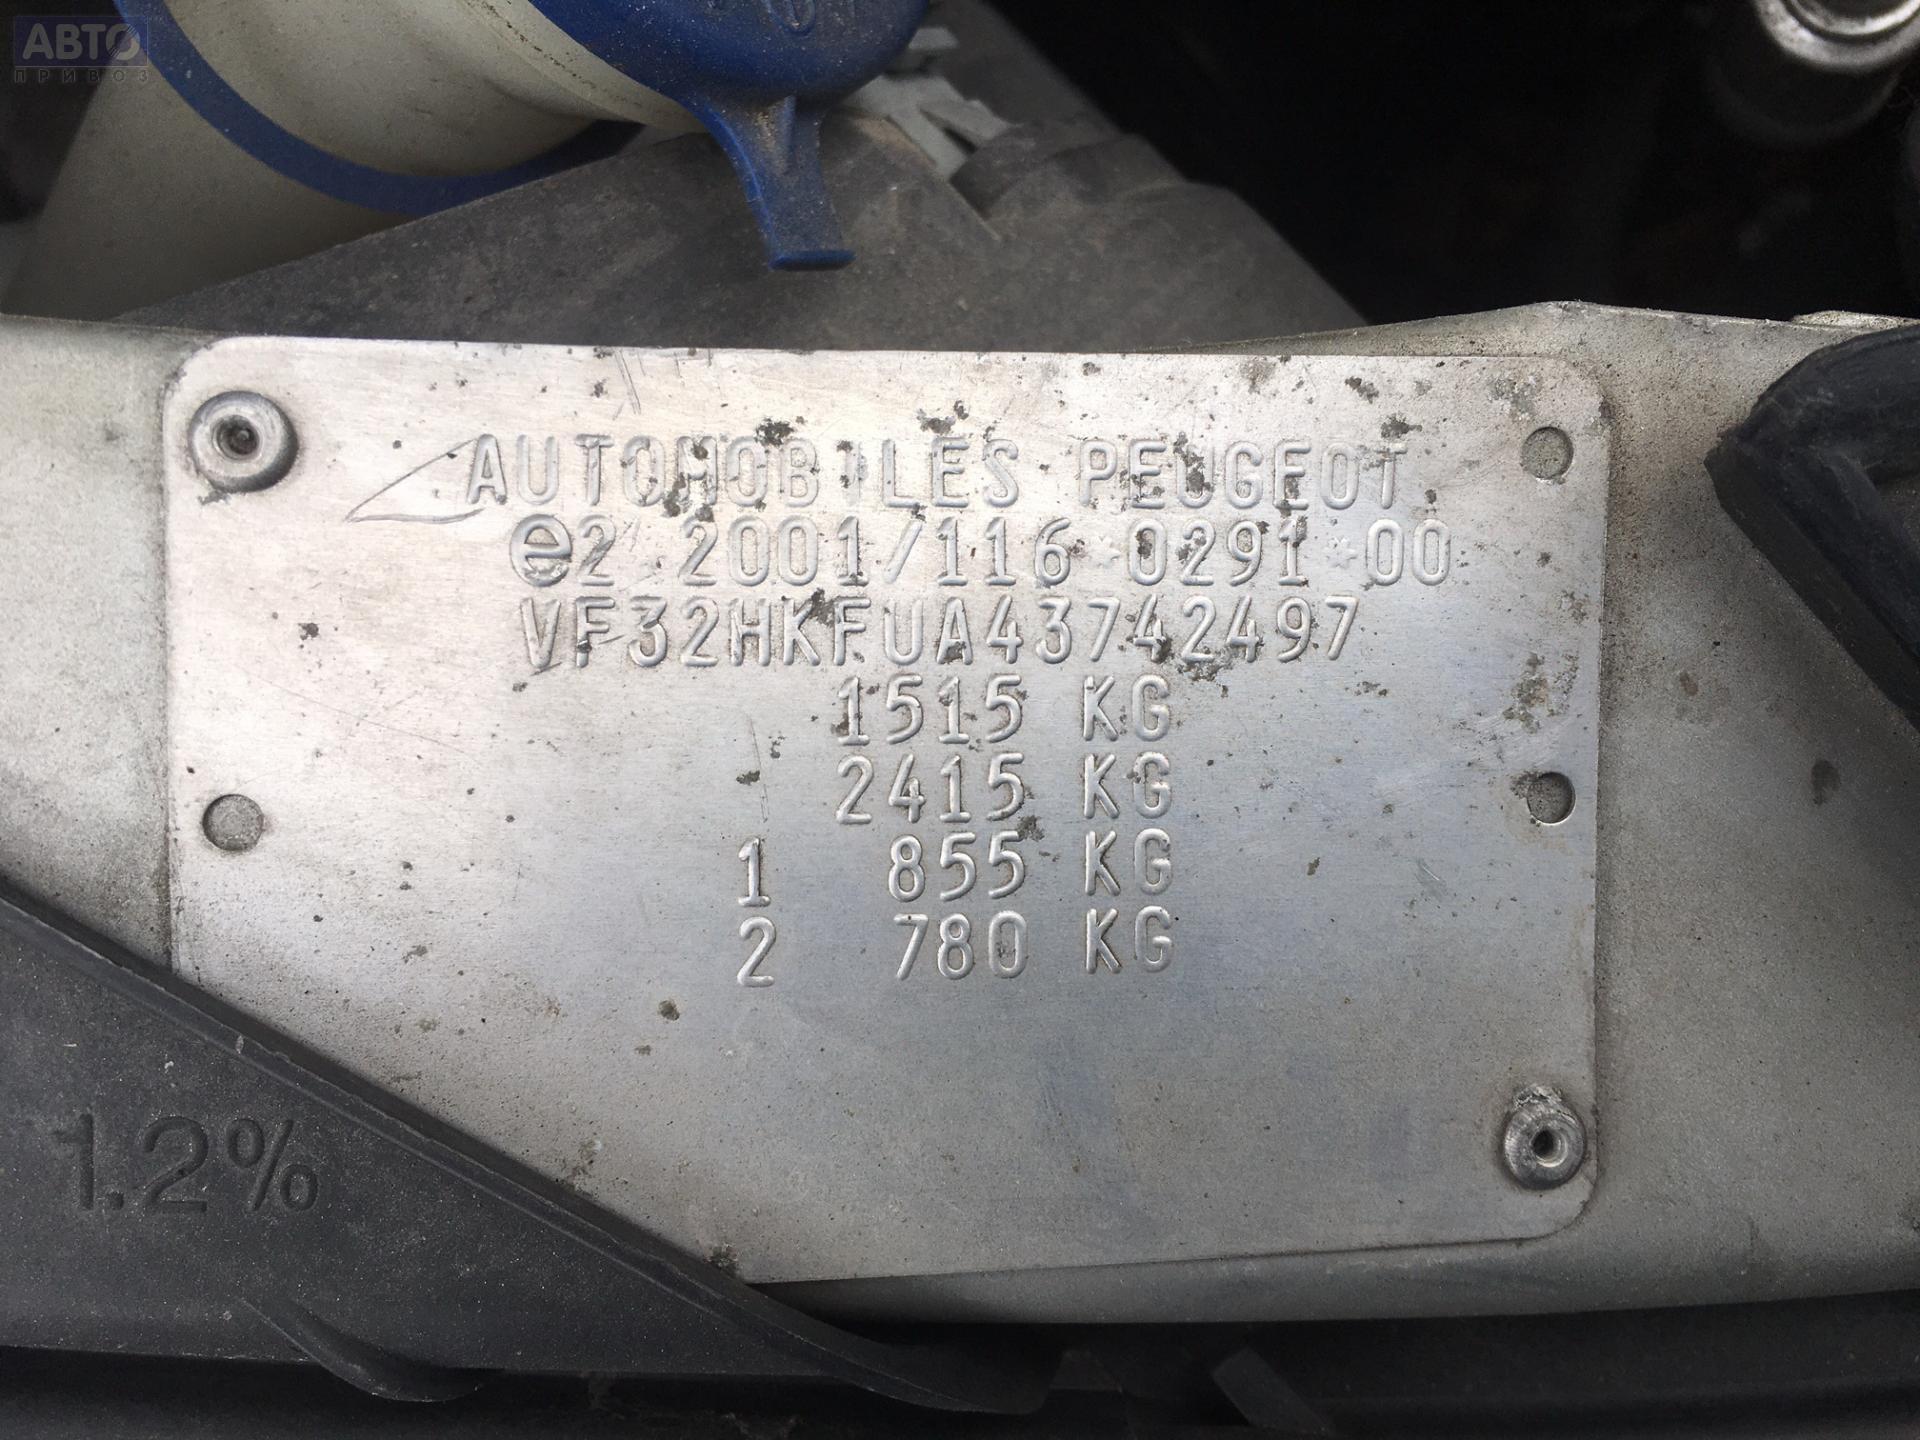 АВТО
ПРИВОЗ
AUTOMOBILES PEUGEOT
e2*2001/116*0291*00
VF32HKFUA43742497
1515 KG
2415 KG
1 855 KG
2 780 KG
1.2%